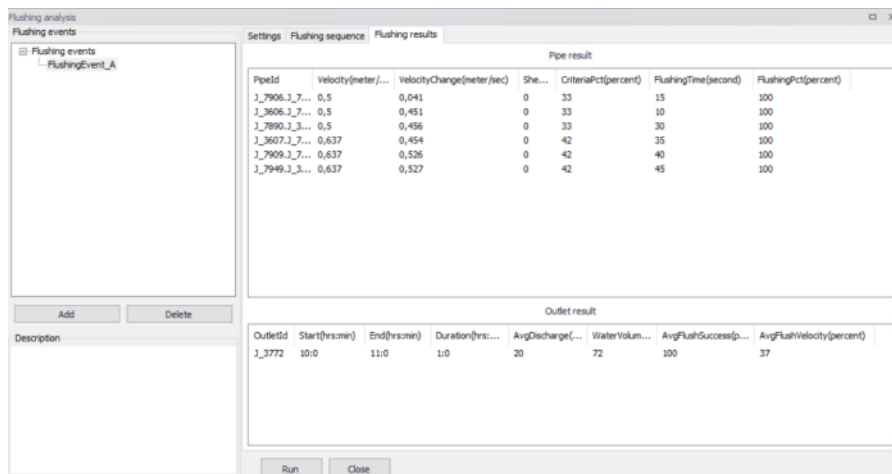 Flushing analysis
Flushing events
Flushing events
FlushingEvent_A
Add Delete
Description
Settings Flushing sequence Flushing results
Pipe result
PipeId Velocity(meter/... VelocityChange(meter/sec) She... CriteriaPct(percent) FlushingTime(second) FlushingPct(percent)
J_7906.J_7... 0,5 0,041 0 33 15 100
J_3606.J_7... 0,5 0,451 0 33 10 100
J_7890.J_3... 0,5 0,456 0 33 30 100
J_3607.J_7... 0,637 0,454 0 42 35 100
J_7909.J_7... 0,637 0,526 0 42 40 100
J_7949.J_3... 0,637 0,527 0 42 45 100
Outlet result
OutletId Start(hrs:min) End(hrs:min) Duration(hrs:... AvgDischarge(... WaterVolum... AvgFlushSuccess(p... AvgFlushVelocity(percent)
J_3772 10:0 11:0 1:0 20 72 100 37
Run Close